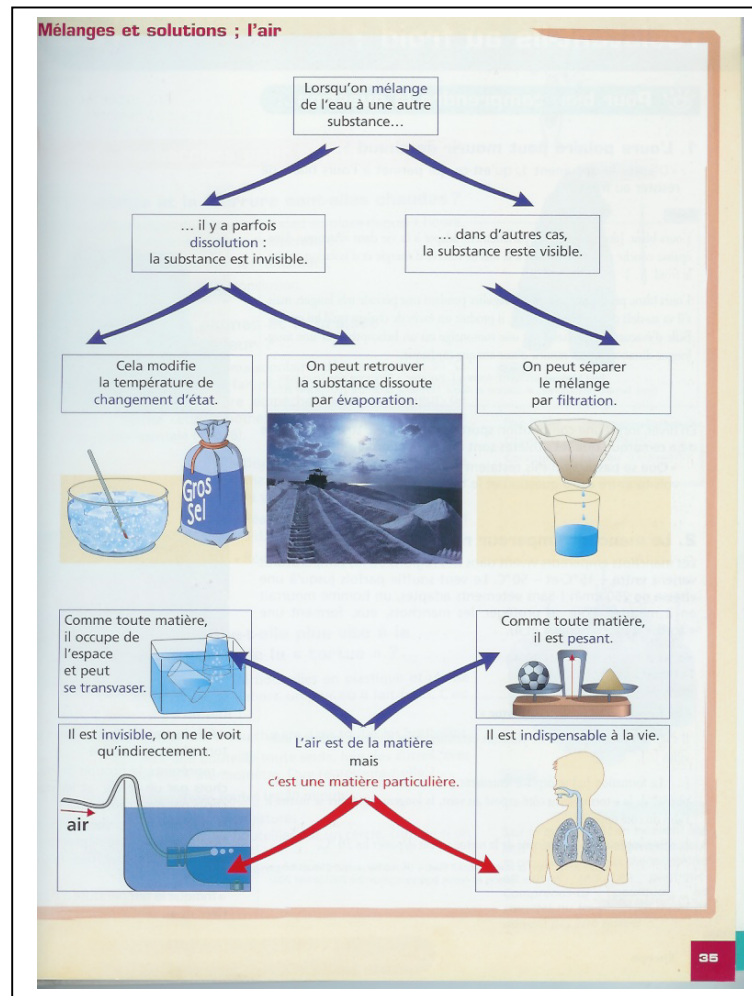 Mélanges et solutions ; l'air
Lorsqu'on mélange
de l'eau à une autre
substance...
... il y a parfois
dissolution :
la substance est invisible.
... dans d'autres cas,
la substance reste visible.
Cela modifie
la température de
changement d'état.
On peut retrouver
la substance dissoute
par évaporation.
On peut séparer
le mélange
par filtration.
Gros
Sel
Comme toute matière,
il occupe de
l'espace
et peut
se transvaser.
Comme toute matière,
il est pesant.
Il est invisible, on ne le voit
qu'indirectement.
air
L'air est de la matière
mais
c'est une matière particulière.
Il est indispensable à la vie.
35